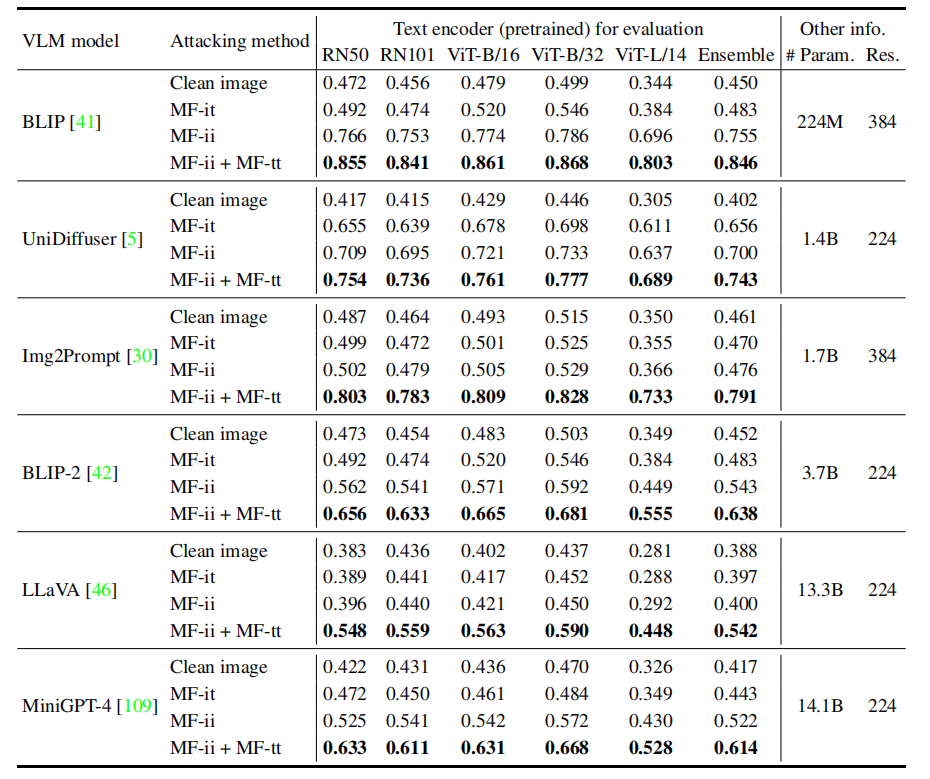 VLM model Attacking method Text encoder (pretrained) for evaluation Other info.
RN50 RN101 ViT-B/16 ViT-B/32 ViT-L/14 Ensemble # Param. Res.
Clean image 0.472 0.456 0.479 0.499 0.344 0.450
MF-it 0.492 0.474 0.520 0.546 0.384 0.483
BLIP [41] 224M 384
MF-ii 0.766 0.753 0.774 0.786 0.696 0.755
MF-ii + MF-tt 0.855 0.841 0.861 0.868 0.803 0.846
Clean image 0.417 0.415 0.429 0.446 0.305 0.402
MF-it 0.655 0.639 0.678 0.698 0.611 0.656
UniDiffuser [5] 1.4B 224
MF-ii 0.709 0.695 0.721 0.733 0.637 0.700
MF-ii + MF-tt 0.754 0.736 0.761 0.777 0.689 0.743
Clean image 0.487 0.464 0.493 0.515 0.350 0.461
MF-it 0.499 0.472 0.501 0.525 0.355 0.470
Img2Prompt [30] 1.7B 384
MF-ii 0.502 0.479 0.505 0.529 0.366 0.476
MF-ii + MF-tt 0.803 0.783 0.809 0.828 0.733 0.791
Clean image 0.473 0.454 0.483 0.503 0.349 0.452
MF-it 0.492 0.474 0.520 0.546 0.384 0.483
BLIP-2 [42] 3.7B 224
MF-ii 0.562 0.541 0.571 0.592 0.449 0.543
MF-ii + MF-tt 0.656 0.633 0.665 0.681 0.555 0.638
Clean image 0.383 0.436 0.402 0.437 0.281 0.388
MF-it 0.389 0.441 0.417 0.452 0.288 0.397
LLaVA [46] 13.3B 224
MF-ii 0.396 0.440 0.421 0.450 0.292 0.400
MF-ii + MF-tt 0.548 0.559 0.563 0.590 0.448 0.542
Clean image 0.422 0.431 0.436 0.470 0.326 0.417
MF-it 0.472 0.450 0.461 0.484 0.349 0.443
MiniGPT-4 [109] 14.1B 224
MF-ii 0.525 0.541 0.542 0.572 0.430 0.522
MF-ii + MF-tt 0.633 0.611 0.631 0.668 0.528 0.614